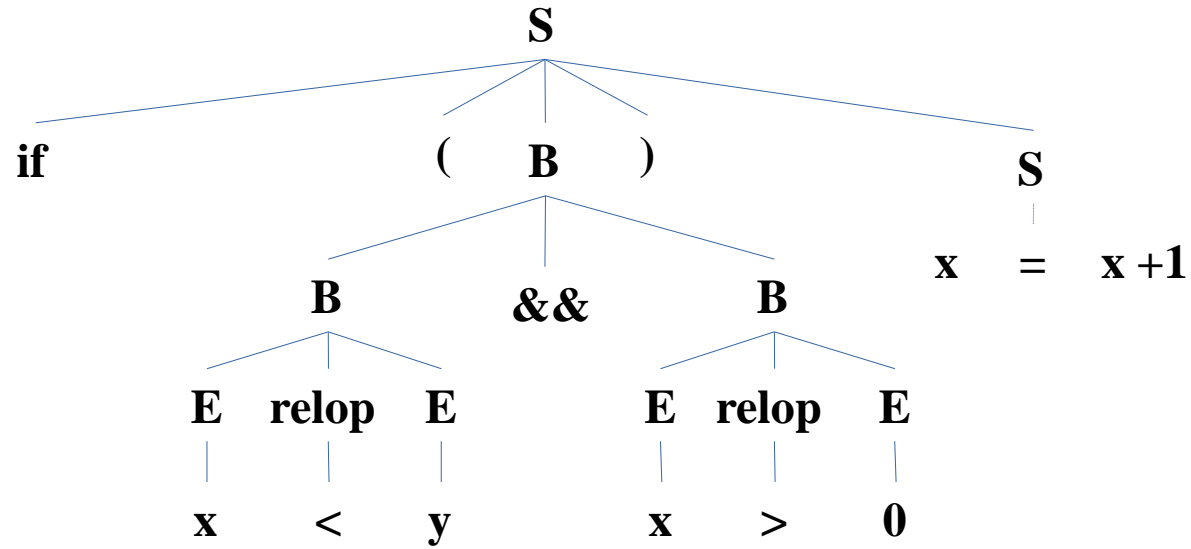 S
if ( B ) S
x = x +1
B && B
E relop E E relop E
x < y x > 0